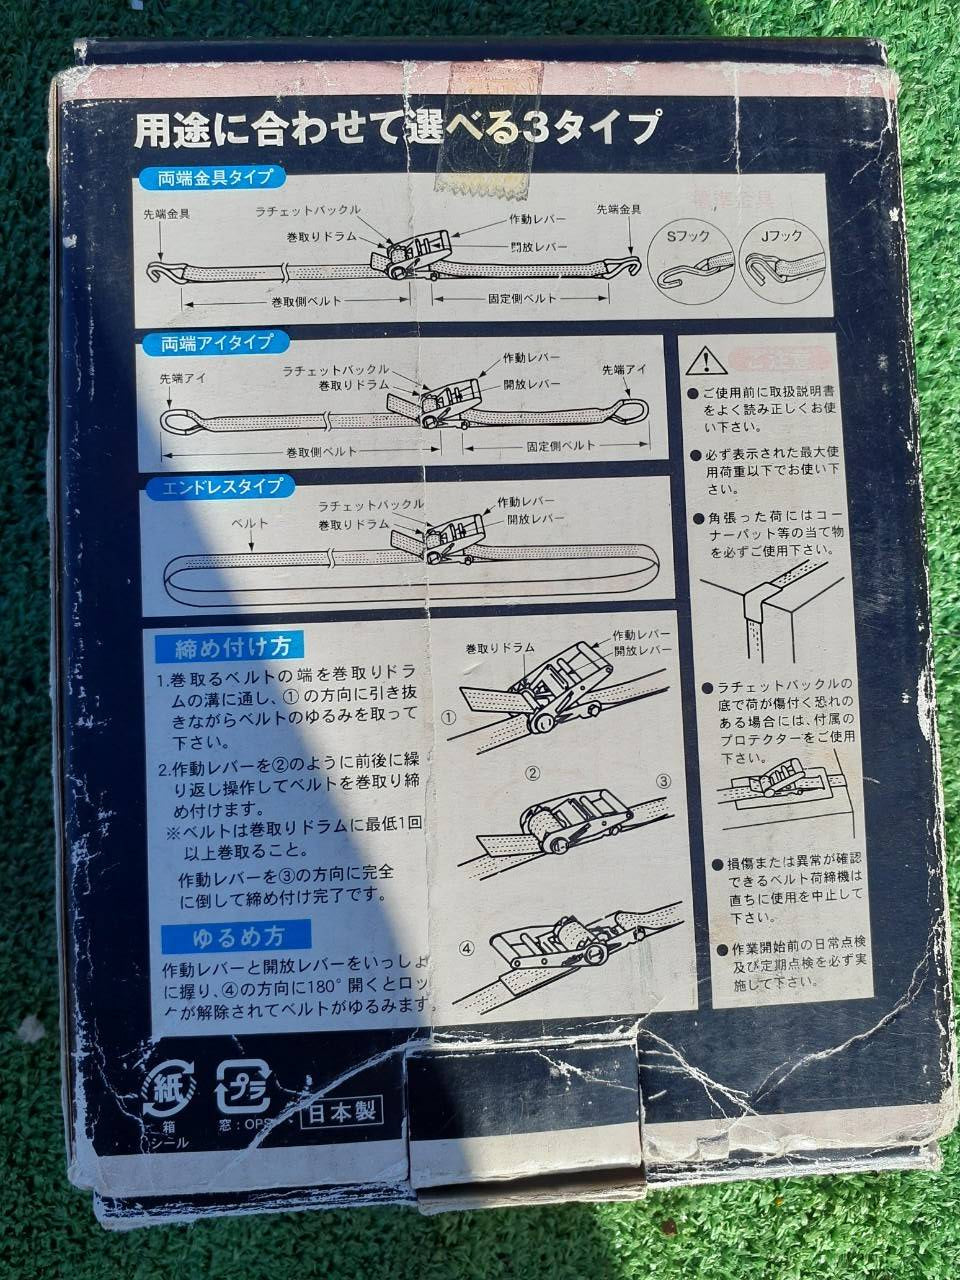 用途に合わせて選べる3タイプ
両端金具タイプ
先端金具
ラチェットバックル
巻取りドラム
作動レバー
開放レバー
先端金具
標準金具
Sフック
Jフック
巻取側ベルト
固定側ベルト
両端アイタイプ
先端アイ
ラチェットバックル
巻取りドラム
作動レバー
開放レバー
先端アイ
巻取側ベルト
固定側ベルト
エンドレスタイプ
ベルト
ラチェットバックル
巻取りドラム
作動レバー
開放レバー
締め付け方
1.巻取るベルトの端を巻取りドラ
ムの溝に通し、①の方向に引き抜
きながらベルトのゆるみを取って
下さい。
2.作動レバーを②のように前後に繰
り返し操作してベルトを巻取り締
め付けます。
※ベルトは巻取りドラムに最低1回
以上巻取ること。
作動レバーを③の方向に完全
に倒して締め付け完了です。
ゆるめ方
作動レバーと開放レバーをいっしょ
に握り、④の方向に180°開くとロッ
クが解除されてベルトがゆるみます。
巻取りドラム
作動レバー
開放レバー
①
②
③
④
ご注意
●ご使用前に取扱説明書
をよく読み正しくお使
い下さい。
●必ず表示された最大使
用荷重以下でお使い下
さい。
●角張った荷にはコー
ナーパット等の当て物
を必ずご使用下さい。
●ラチェットバックルの
底で荷が傷付く恐れの
ある場合には、付属の
プロテクターをご使用
下さい。
●損傷または異常が確認
できるベルト荷締機は
直ちに使用を中止して
下さい。
●作業開始前の日常点検
及び定期点検を必ず実
施して下さい。
紙
箱
シール
プラ
窓:OPS
日本製